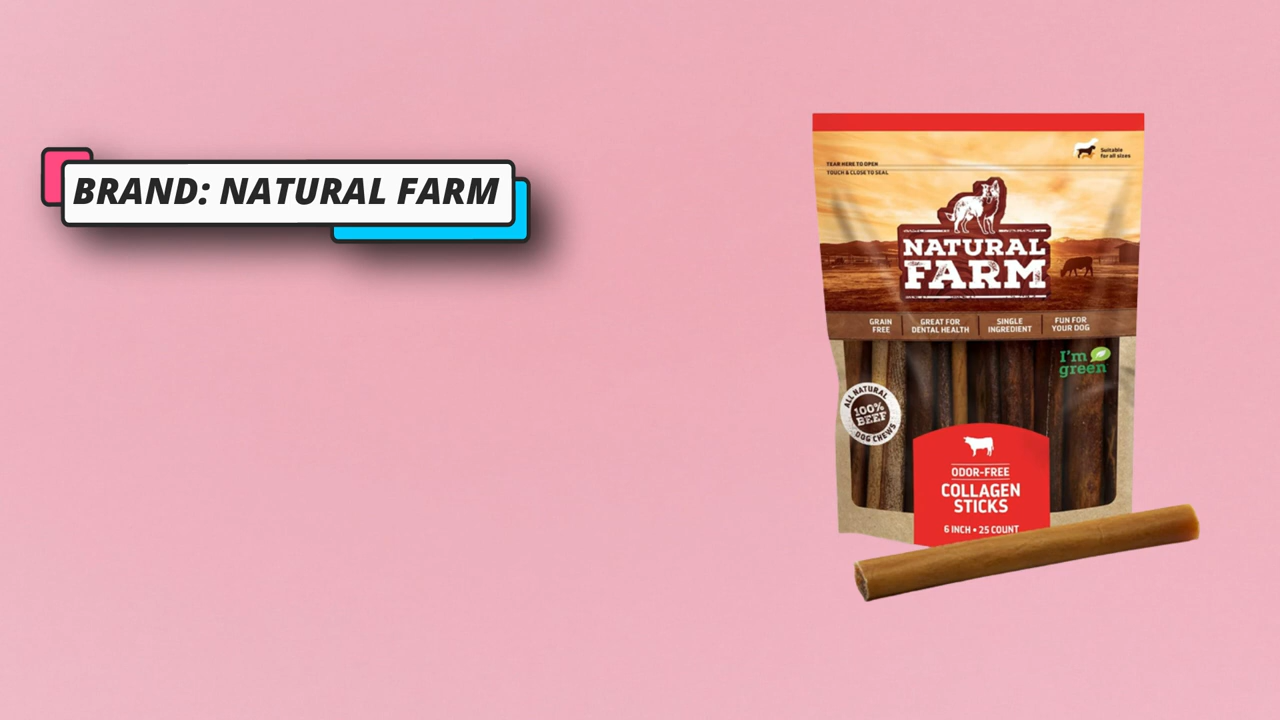 BRAND: NATURAL FARM
TEAR HERE TO OPEN
TOUCH & CLOSE TO SEAL
Suitable
for all sizes
NATURAL
FARM
GRAIN
FREE
GREAT FOR
DENTAL HEALTH
SINGLE
INGREDIENT
FUN FOR
YOUR DOG
I'm
green
ALL NATURAL
100%
BEEF
DOG CHEWS
ODOR-FREE
COLLAGEN
STICKS
6 INCH • 25 COUNT